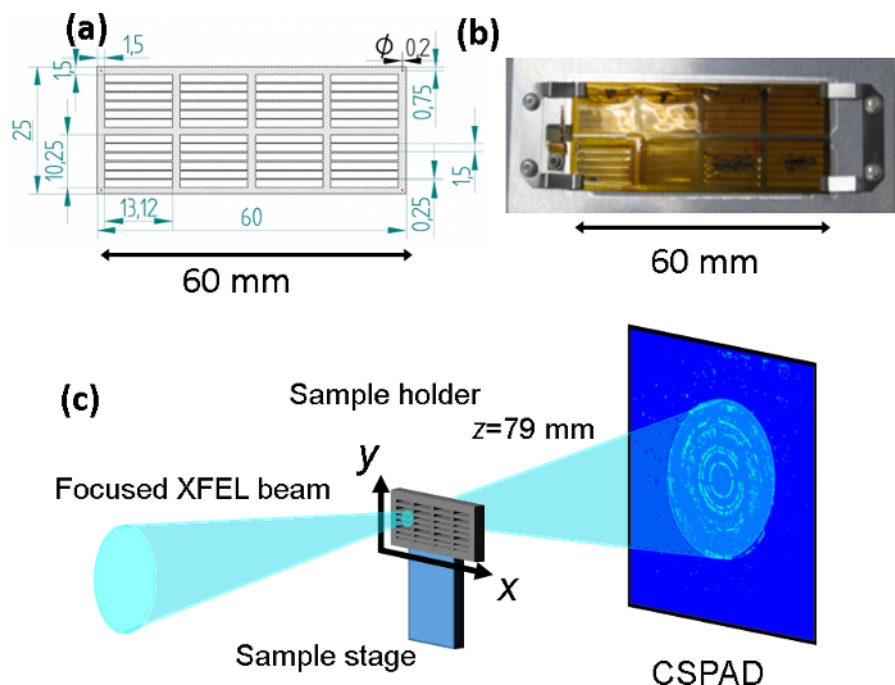 (a)
1,5
Φ 0,2
(b)
1,5
0,75
25
10,25
1,5
13,12
60
0,25
60 mm
60 mm
(c)
Sample holder
z=79 mm
y
Focused XFEL beam
x
Sample stage
CSPAD